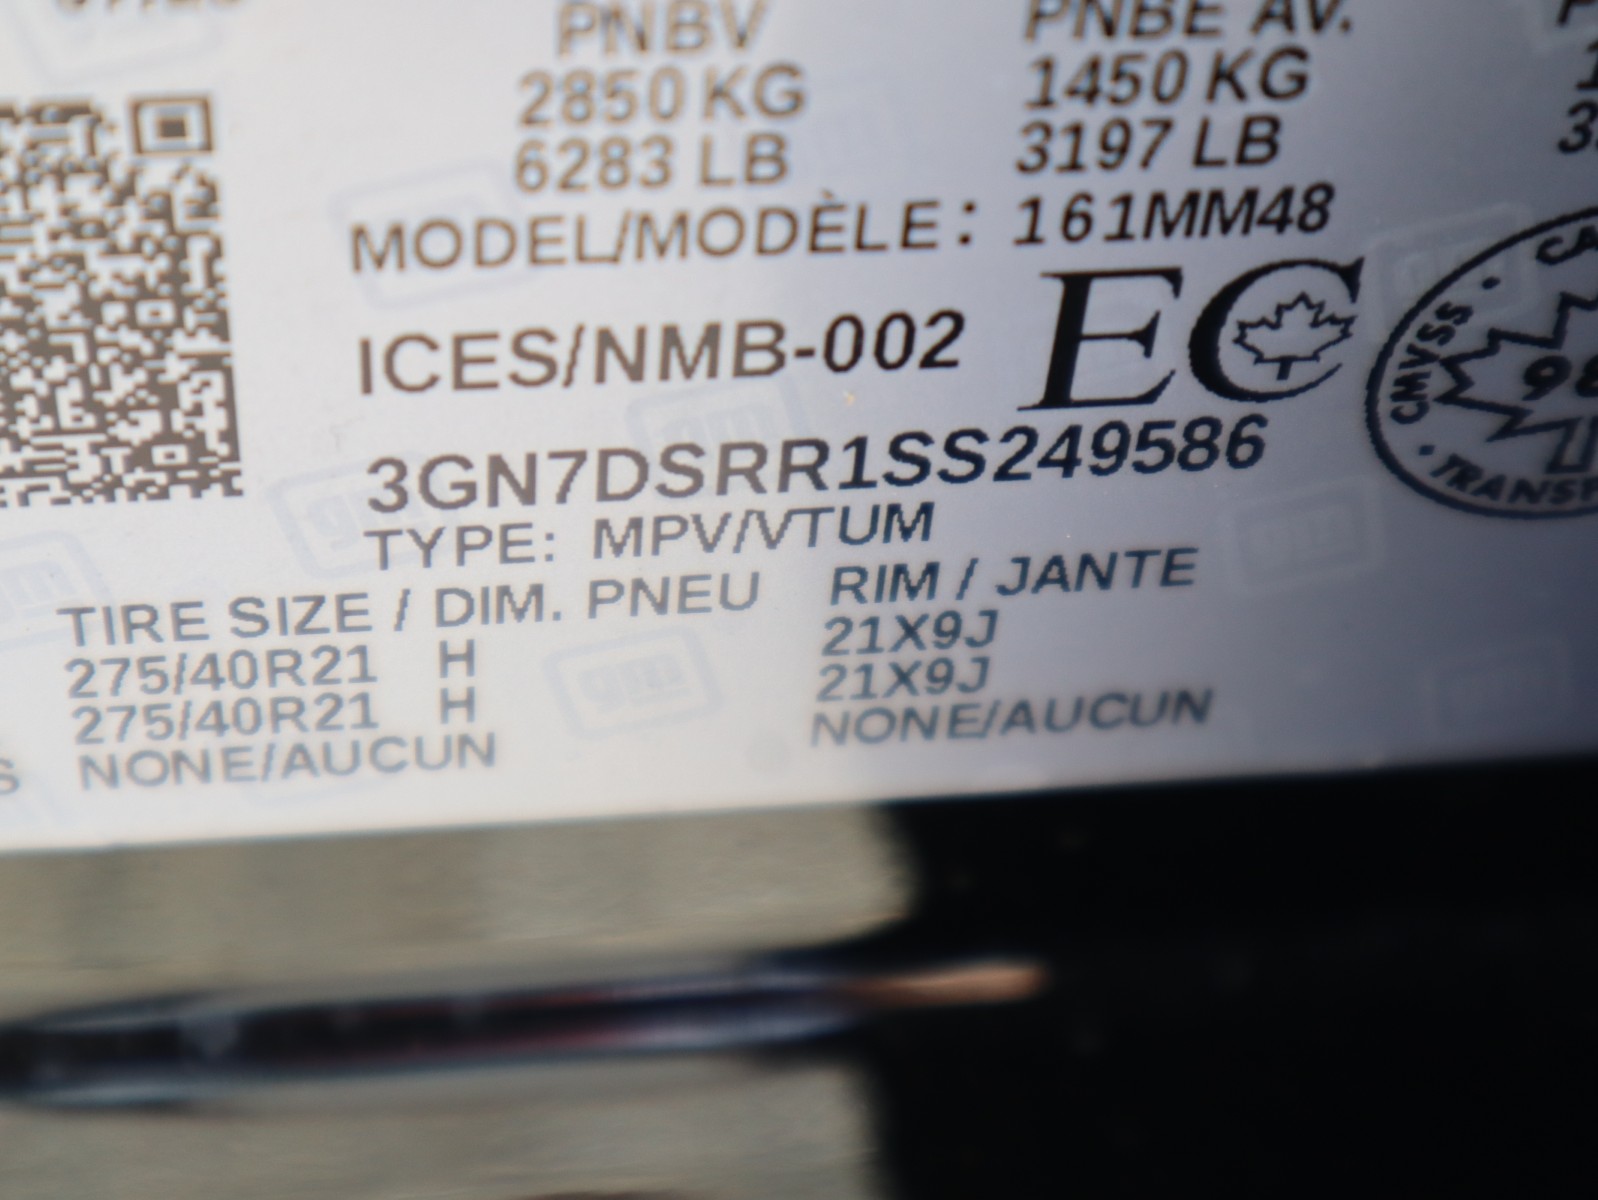 PNBV PNBE AV.
2850 KG 1450 KG
6283 LB 3197 LB
MODEL/MODÈLE: 161MM48
ICES/NMB-002 EC
CMVSS
TRANSP
3GN7DSRR1SS249586
TYPE: MPV/VTUM
TIRE SIZE / DIM. PNEU RIM / JANTE
275/40R21 H 21X9J
275/40R21 H 21X9J
NONE/AUCUN NONE/AUCUN